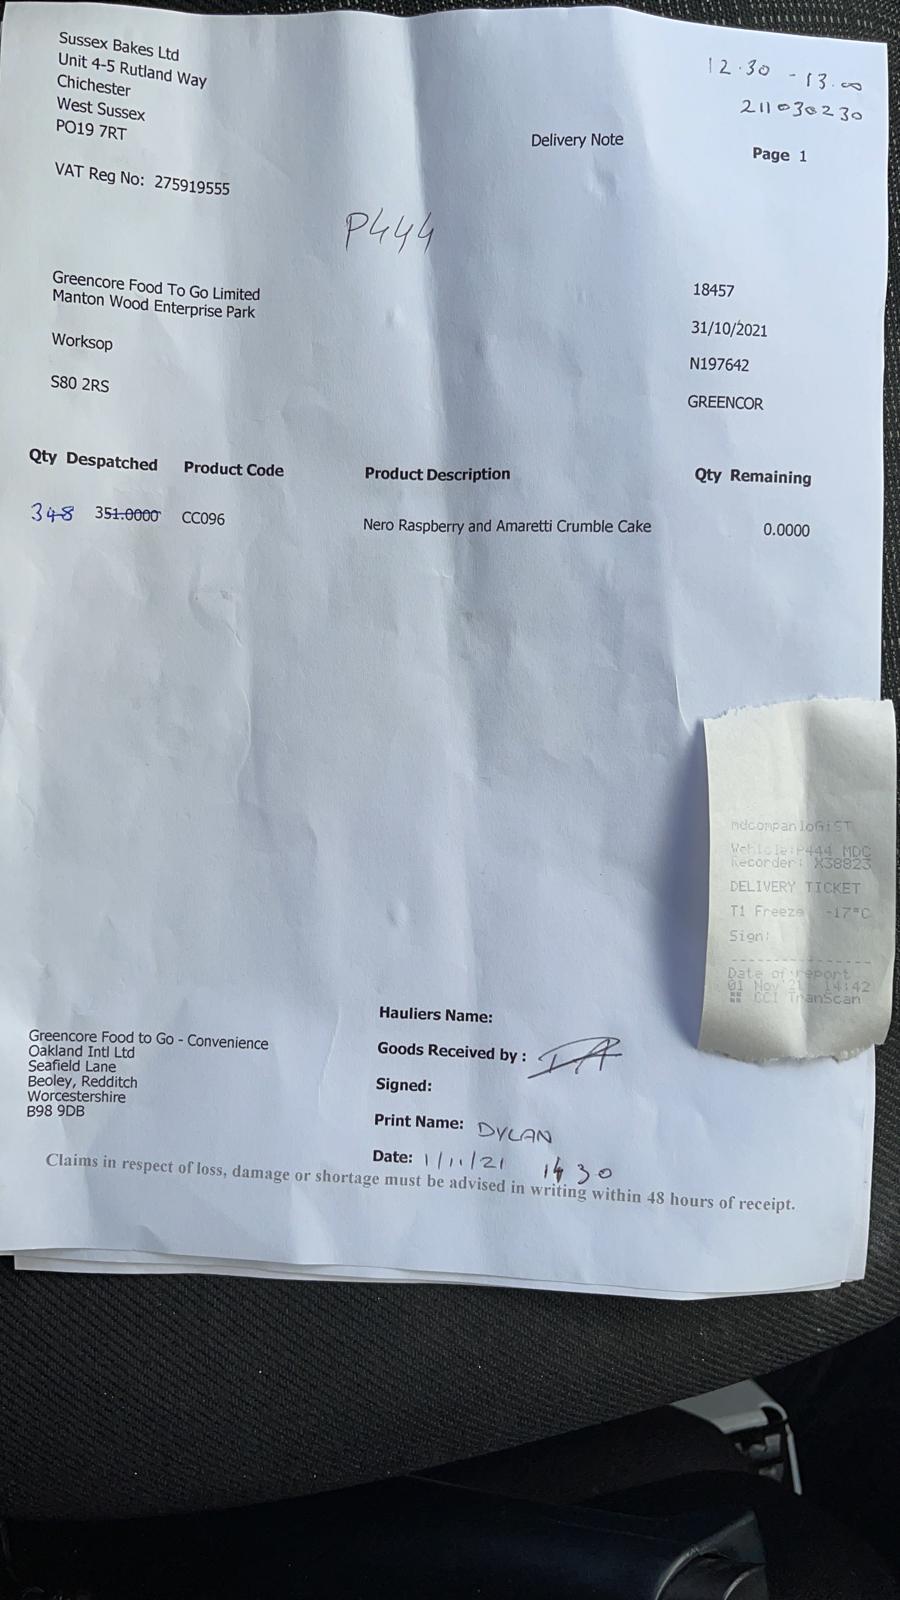 Sussex Bakes Ltd
Unit 4-5 Rutland Way
Chichester
West Sussex
PO19 7RT
VAT Reg No: 275919555
12.30 - 13.00
211030230
Delivery Note
Page 1
P444
Greencore Food To Go Limited
Manton Wood Enterprise Park
Worksop
S80 2RS
18457
31/10/2021
N197642
GREENCOR
Qty Despatched Product Code Product Description Qty Remaining
348 351.0000 CC096 Nero Raspberry and Amaretti Crumble Cake 0.0000
mdcompanloGiST
Vehicle:P444 MDC
Recorder: X38823
DELIVERY TICKET
T1 Freeze -17°C
Sign:
Date of report
01 Nov 21 14:42
CCI TranScan
Hauliers Name:
Goods Received by :
Signed:
Print Name: DYLAN
Date: 1/11/21 1430
Greencore Food to Go - Convenience
Oakland Intl Ltd
Seafield Lane
Beoley, Redditch
Worcestershire
B98 9DB
Claims in respect of loss, damage or shortage must be advised in writing within 48 hours of receipt.